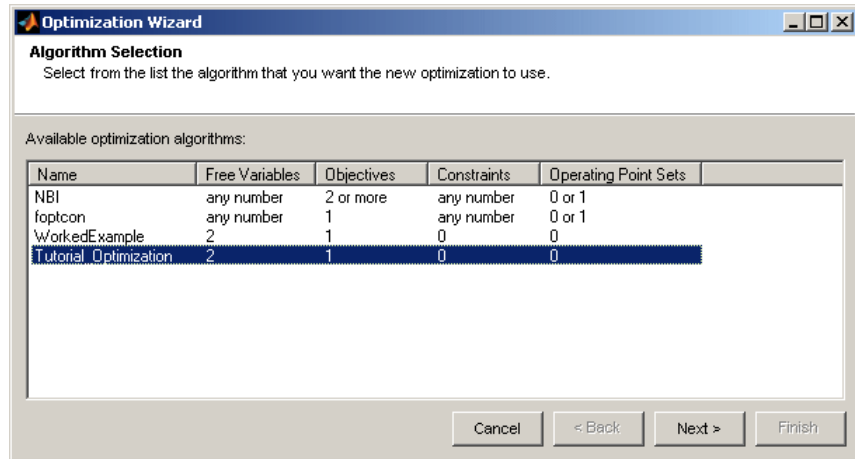 Optimization Wizard
Algorithm Selection
Select from the list the algorithm that you want the new optimization to use.
Available optimization algorithms:
Name Free Variables Objectives Constraints Operating Point Sets
NBI any number 2 or more any number 0 or 1
foptcon any number 1 any number 0 or 1
WorkedExample 2 1 0 0
Tutorial_Optimization 2 1 0 0
Cancel < Back Next > Finish